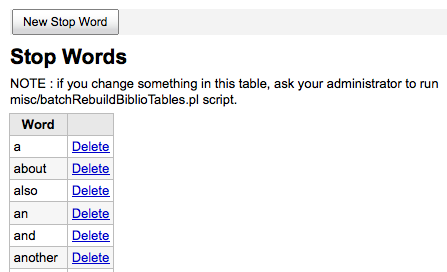 New Stop Word
Stop Words
NOTE : if you change something in this table, ask your administrator to run
misc/batchRebuildBiblioTables.pl script.
Word
a Delete
about Delete
also Delete
an Delete
and Delete
another Delete